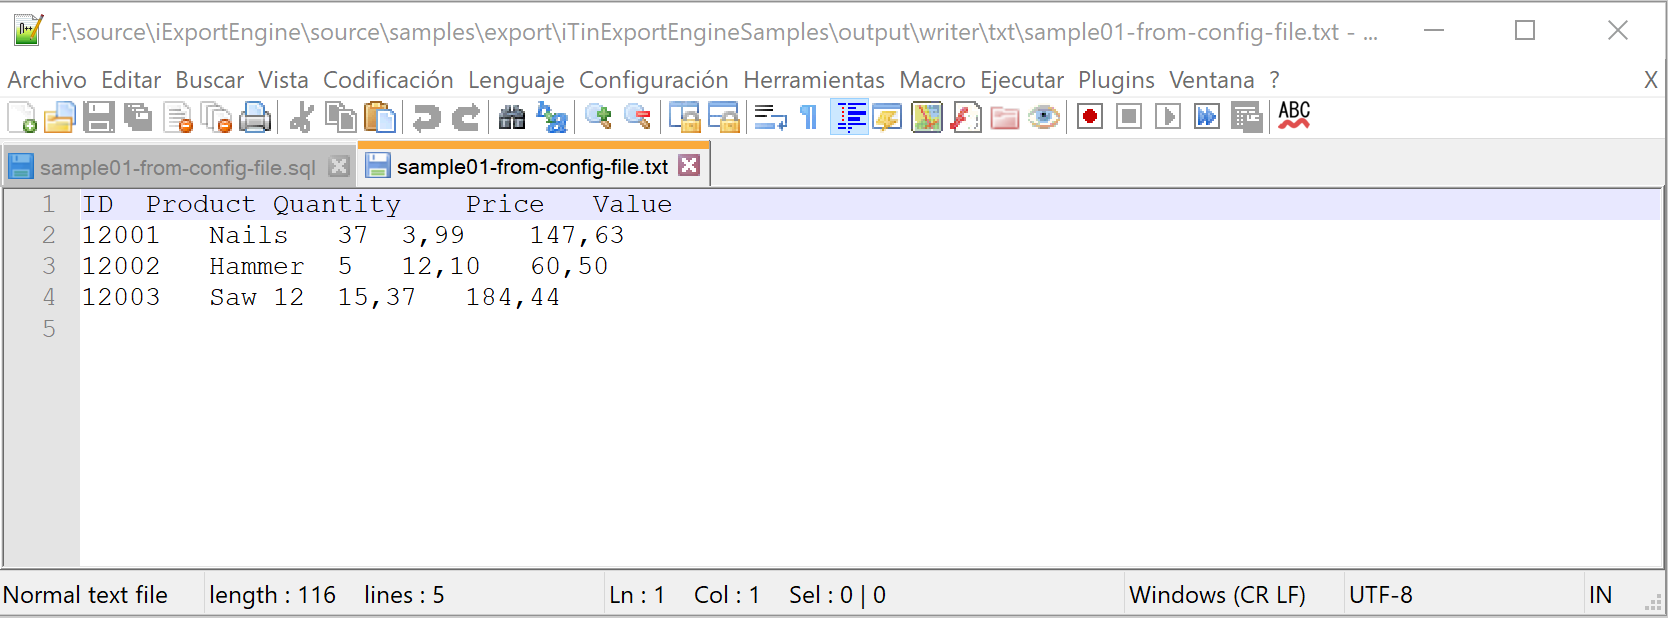 F:\source\iExportEngine\source\samples\export\iTinExportEngineSamples\output\writer\txt\sample01-from-config-file.txt - ...
Archivo Editar Buscar Vista Codificación Lenguaje Configuración Herramientas Macro Ejecutar Plugins Ventana ? X
ABC
sample01-from-config-file.sql sample01-from-config-file.txt
1 ID Product Quantity Price Value
2 12001 Nails 37 3,99 147,63
3 12002 Hammer 5 12,10 60,50
4 12003 Saw 12 15,37 184,44
5
Normal text file length : 116 lines : 5 Ln : 1 Col : 1 Sel : 0 | 0 Windows (CR LF) UTF-8 IN